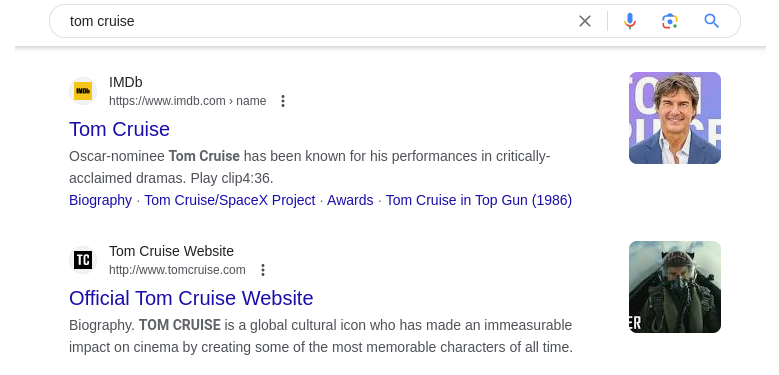 tom cruise
IMDb
IMDb
https://www.imdb.com › name
Tom Cruise
Oscar-nominee Tom Cruise has been known for his performances in critically-
acclaimed dramas. Play clip4:36.
Biography · Tom Cruise/SpaceX Project · Awards · Tom Cruise in Top Gun (1986)
TOM
TC
Tom Cruise Website
http://www.tomcruise.com
Official Tom Cruise Website
Biography. TOM CRUISE is a global cultural icon who has made an immeasurable
impact on cinema by creating some of the most memorable characters of all time.
ER